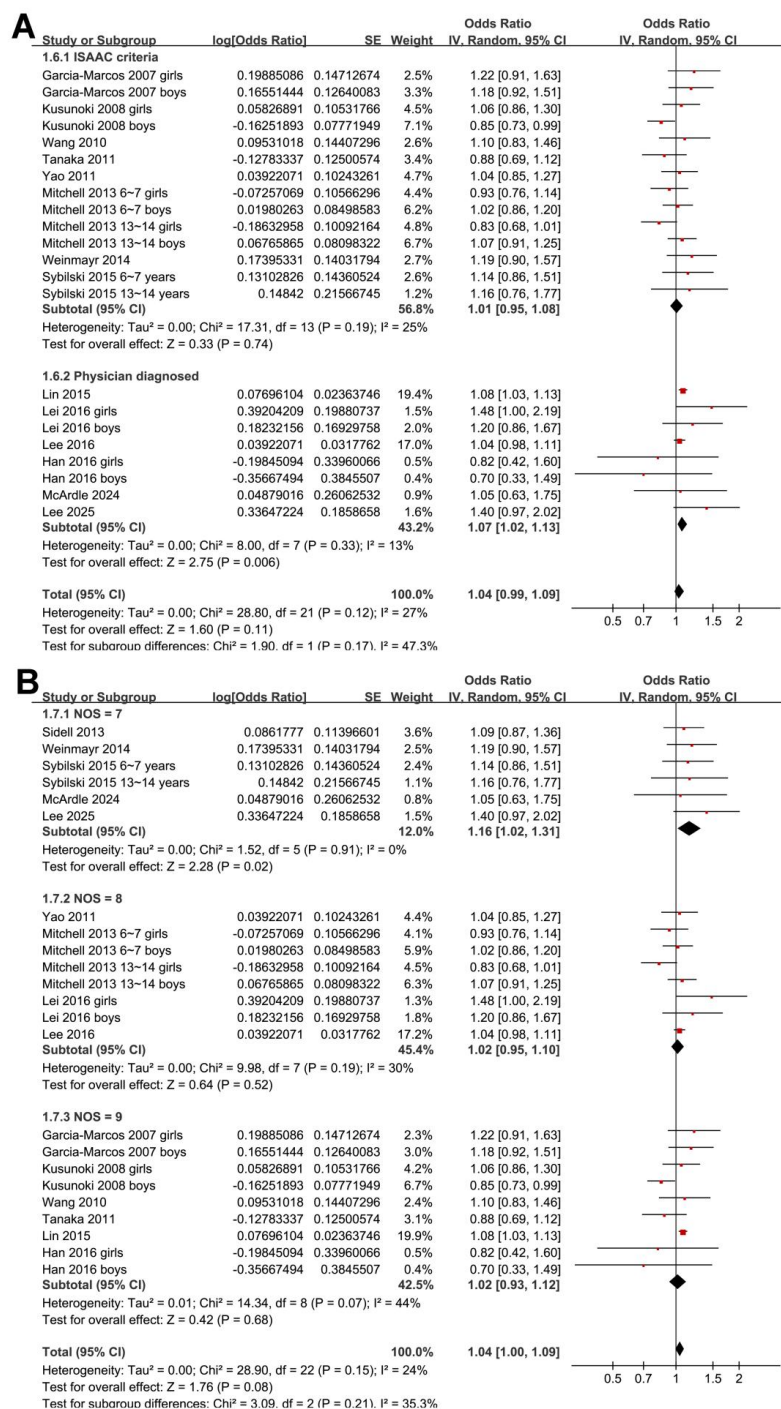 A
Odds Ratio Odds Ratio
Study or Subgroup log[Odds Ratio] SE Weight IV, Random, 95% CI IV, Random, 95% CI
1.6.1 ISAAC criteria
Garcia-Marcos 2007 girls 0.19885086 0.14712674 2.5% 1.22 [0.91, 1.63]
Garcia-Marcos 2007 boys 0.16551444 0.12640083 3.3% 1.18 [0.92, 1.51]
Kusunoki 2008 girls 0.05826891 0.10531766 4.5% 1.06 [0.86, 1.30]
Kusunoki 2008 boys -0.16251893 0.07771949 7.1% 0.85 [0.73, 0.99]
Wang 2010 0.09531018 0.14407296 2.6% 1.10 [0.83, 1.46]
Tanaka 2011 -0.12783337 0.12500574 3.4% 0.88 [0.69, 1.12]
Yao 2011 0.03922071 0.10243261 4.7% 1.04 [0.85, 1.27]
Mitchell 2013 6~7 girls -0.07257069 0.10566296 4.4% 0.93 [0.76, 1.14]
Mitchell 2013 6~7 boys 0.01980263 0.08498583 6.2% 1.02 [0.86, 1.20]
Mitchell 2013 13~14 girls -0.18632958 0.10092164 4.8% 0.83 [0.68, 1.01]
Mitchell 2013 13~14 boys 0.06765865 0.08098322 6.7% 1.07 [0.91, 1.25]
Weinmayr 2014 0.17395331 0.14031794 2.7% 1.19 [0.90, 1.57]
Sybilski 2015 6~7 years 0.13102826 0.14360524 2.6% 1.14 [0.86, 1.51]
Sybilski 2015 13~14 years 0.14842 0.21566745 1.2% 1.16 [0.76, 1.77]
Subtotal (95% CI) 56.8% 1.01 [0.95, 1.08]
Heterogeneity: Tau² = 0.00; Chi² = 17.31, df = 13 (P = 0.19); I² = 25%
Test for overall effect: Z = 0.33 (P = 0.74)
1.6.2 Physician diagnosed
Lin 2015 0.07696104 0.02363746 19.4% 1.08 [1.03, 1.13]
Lei 2016 girls 0.39204209 0.19880737 1.5% 1.48 [1.00, 2.19]
Lei 2016 boys 0.18232156 0.16929758 2.0% 1.20 [0.86, 1.67]
Lee 2016 0.03922071 0.0317762 17.0% 1.04 [0.98, 1.11]
Han 2016 girls -0.19845094 0.33960066 0.5% 0.82 [0.42, 1.60]
Han 2016 boys -0.35667494 0.3845507 0.4% 0.70 [0.33, 1.49]
McArdle 2024 0.04879016 0.26062532 0.9% 1.05 [0.63, 1.75]
Lee 2025 0.33647224 0.1858658 1.6% 1.40 [0.97, 2.02]
Subtotal (95% CI) 43.2% 1.07 [1.02, 1.13]
Heterogeneity: Tau² = 0.00; Chi² = 8.00, df = 7 (P = 0.33); I² = 13%
Test for overall effect: Z = 2.75 (P = 0.006)
Total (95% CI) 100.0% 1.04 [0.99, 1.09]
Heterogeneity: Tau² = 0.00; Chi² = 28.80, df = 21 (P = 0.12); I² = 27%
Test for overall effect: Z = 1.60 (P = 0.11)
Test for subgroup differences: Chi² = 1.90, df = 1 (P = 0.17), I² = 47.3%
0.5 0.7 1 1.5 2
B
Odds Ratio Odds Ratio
Study or Subgroup log[Odds Ratio] SE Weight IV, Random, 95% CI IV, Random, 95% CI
1.7.1 NOS = 7
Sidell 2013 0.0861777 0.11396601 3.6% 1.09 [0.87, 1.36]
Weinmayr 2014 0.17395331 0.14031794 2.5% 1.19 [0.90, 1.57]
Sybilski 2015 6~7 years 0.13102826 0.14360524 2.4% 1.14 [0.86, 1.51]
Sybilski 2015 13~14 years 0.14842 0.21566745 1.1% 1.16 [0.76, 1.77]
McArdle 2024 0.04879016 0.26062532 0.8% 1.05 [0.63, 1.75]
Lee 2025 0.33647224 0.1858658 1.5% 1.40 [0.97, 2.02]
Subtotal (95% CI) 12.0% 1.16 [1.02, 1.31]
Heterogeneity: Tau² = 0.00; Chi² = 1.52, df = 5 (P = 0.91); I² = 0%
Test for overall effect: Z = 2.28 (P = 0.02)
1.7.2 NOS = 8
Yao 2011 0.03922071 0.10243261 4.4% 1.04 [0.85, 1.27]
Mitchell 2013 6~7 girls -0.07257069 0.10566296 4.1% 0.93 [0.76, 1.14]
Mitchell 2013 6~7 boys 0.01980263 0.08498583 5.9% 1.02 [0.86, 1.20]
Mitchell 2013 13~14 girls -0.18632958 0.10092164 4.5% 0.83 [0.68, 1.01]
Mitchell 2013 13~14 boys 0.06765865 0.08098322 6.3% 1.07 [0.91, 1.25]
Lei 2016 girls 0.39204209 0.19880737 1.3% 1.48 [1.00, 2.19]
Lei 2016 boys 0.18232156 0.16929758 1.8% 1.20 [0.86, 1.67]
Lee 2016 0.03922071 0.0317762 17.2% 1.04 [0.98, 1.11]
Subtotal (95% CI) 45.4% 1.02 [0.95, 1.10]
Heterogeneity: Tau² = 0.00; Chi² = 9.98, df = 7 (P = 0.19); I² = 30%
Test for overall effect: Z = 0.64 (P = 0.52)
1.7.3 NOS = 9
Garcia-Marcos 2007 girls 0.19885086 0.14712674 2.3% 1.22 [0.91, 1.63]
Garcia-Marcos 2007 boys 0.16551444 0.12640083 3.0% 1.18 [0.92, 1.51]
Kusunoki 2008 girls 0.05826891 0.10531766 4.2% 1.06 [0.86, 1.30]
Kusunoki 2008 boys -0.16251893 0.07771949 6.7% 0.85 [0.73, 0.99]
Wang 2010 0.09531018 0.14407296 2.4% 1.10 [0.83, 1.46]
Tanaka 2011 -0.12783337 0.12500574 3.1% 0.88 [0.69, 1.12]
Lin 2015 0.07696104 0.02363746 19.9% 1.08 [1.03, 1.13]
Han 2016 girls -0.19845094 0.33960066 0.5% 0.82 [0.42, 1.60]
Han 2016 boys -0.35667494 0.3845507 0.4% 0.70 [0.33, 1.49]
Subtotal (95% CI) 42.5% 1.02 [0.93, 1.12]
Heterogeneity: Tau² = 0.01; Chi² = 14.34, df = 8 (P = 0.07); I² = 44%
Test for overall effect: Z = 0.42 (P = 0.68)
Total (95% CI) 100.0% 1.04 [1.00, 1.09]
Heterogeneity: Tau² = 0.00; Chi² = 28.90, df = 22 (P = 0.15); I² = 24%
Test for overall effect: Z = 1.76 (P = 0.08)
Test for subgroup differences: Chi² = 3.09, df = 2 (P = 0.21), I² = 35.3%
0.5 0.7 1 1.5 2